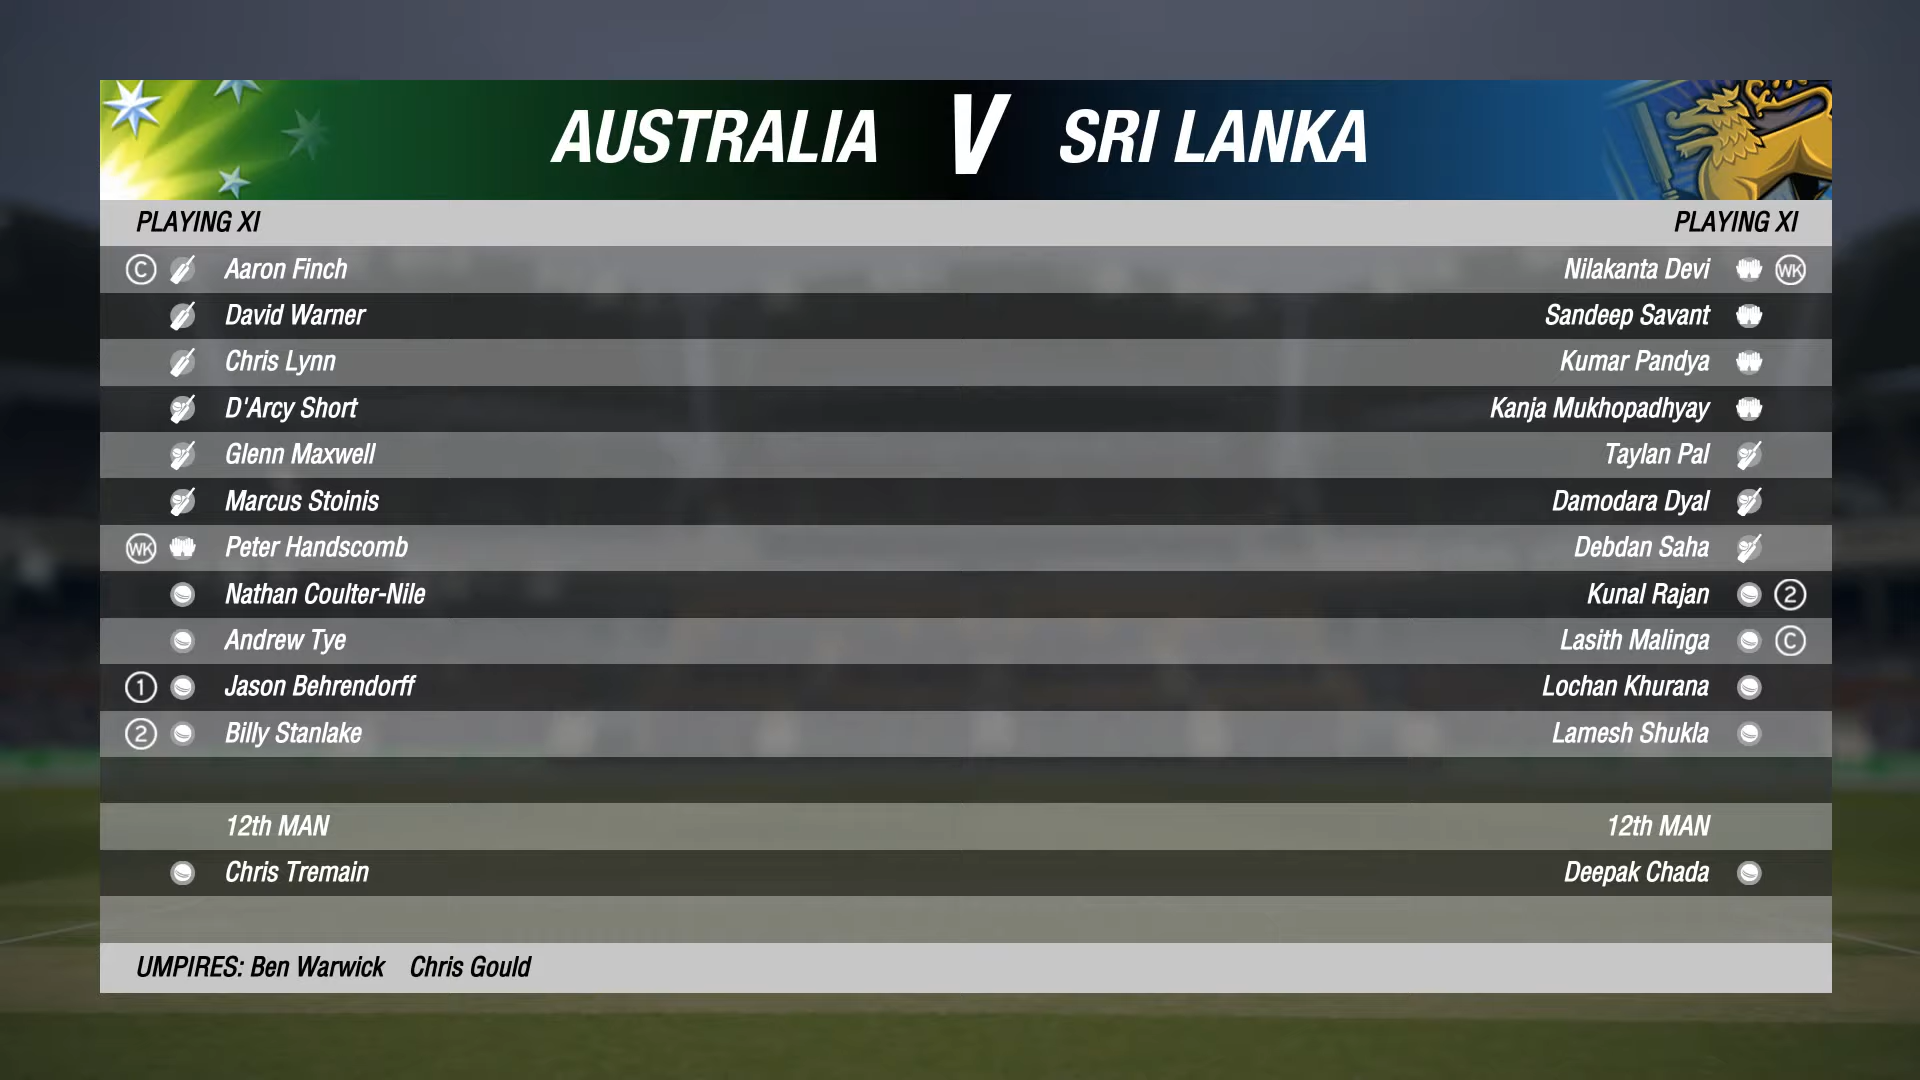 AUSTRALIA V SRI LANKA
PLAYING XI PLAYING XI
C Aaron Finch Nilakanta Devi WK
David Warner Sandeep Savant
Chris Lynn Kumar Pandya
D'Arcy Short Kanja Mukhopadhyay
Glenn Maxwell Taylan Pal
Marcus Stoinis Damodara Dyal
WK Peter Handscomb Debdan Saha
Nathan Coulter-Nile Kunal Rajan 2
Andrew Tye Lasith Malinga C
1 Jason Behrendorff Lochan Khurana
2 Billy Stanlake Lamesh Shukla
12th MAN 12th MAN
Chris Tremain Deepak Chada
UMPIRES: Ben Warwick Chris Gould